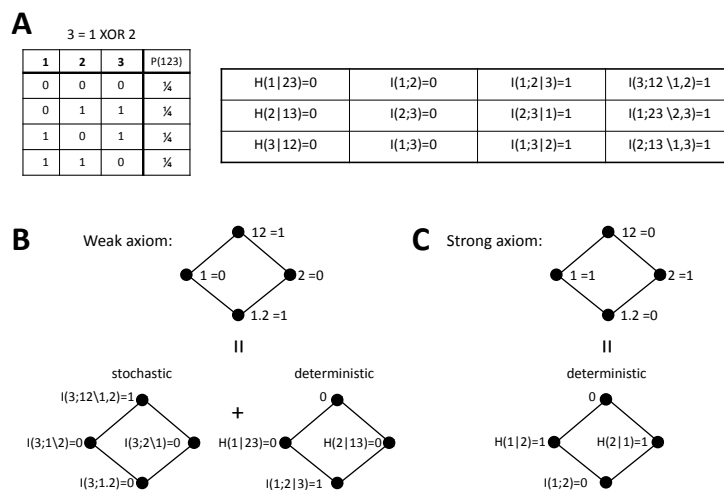 A
3 = 1 XOR 2
1 2 3 P(123)
0 0 0 ¼
0 1 1 ¼
1 0 1 ¼
1 1 0 ¼
H(1|23)=0 I(1;2)=0 I(1;2|3)=1 I(3;12 \1,2)=1
H(2|13)=0 I(2;3)=0 I(2;3|1)=1 I(1;23 \2,3)=1
H(3|12)=0 I(1;3)=0 I(1;3|2)=1 I(2;13 \1,3)=1
B
Weak axiom:
12 =1
1 =0 2 =0
1.2 =1
=
stochastic deterministic
I(3;12\1,2)=1
I(3;1\2)=0 I(3;2\1)=0
I(3;1.2)=0
+
0
H(1|23)=0 H(2|13)=0
I(1;2|3)=1
C
Strong axiom:
12 =0
1 =1 2 =1
1.2 =0
=
deterministic
0
H(1|2)=1 H(2|1)=1
I(1;2)=0